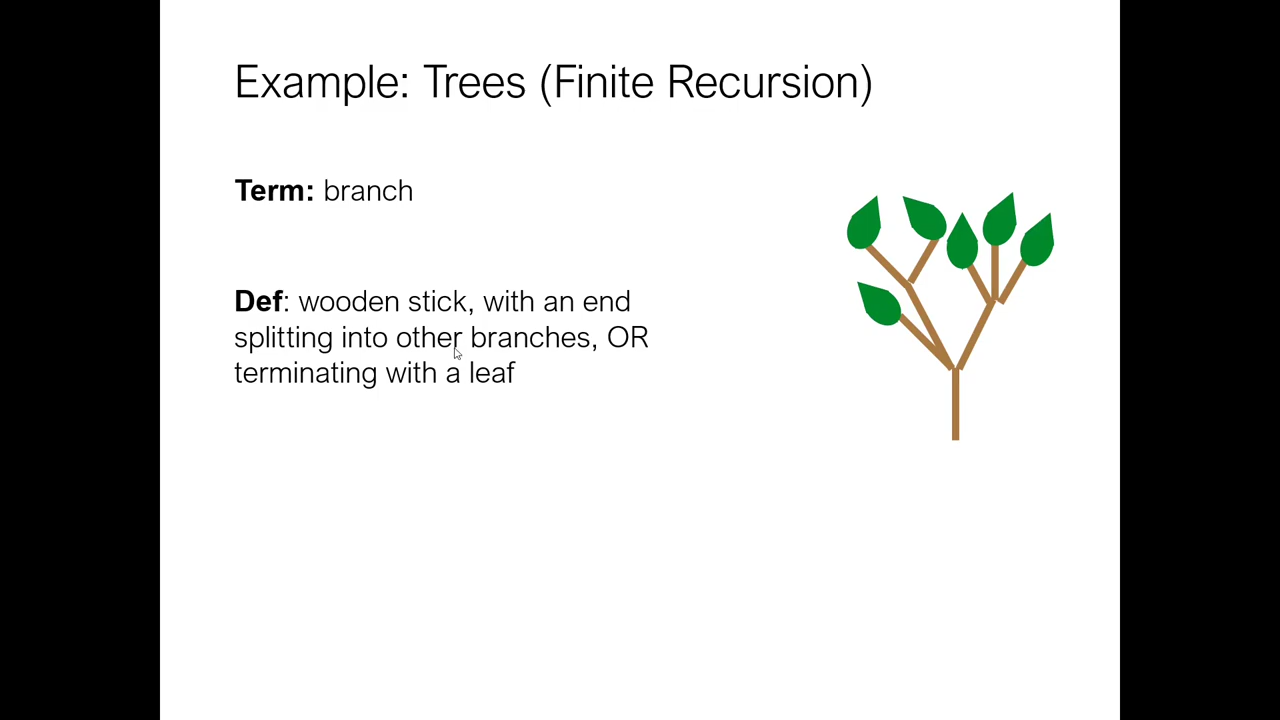 Example: Trees (Finite Recursion)
Term: branch
Def: wooden stick, with an end
splitting into other branches, OR
terminating with a leaf